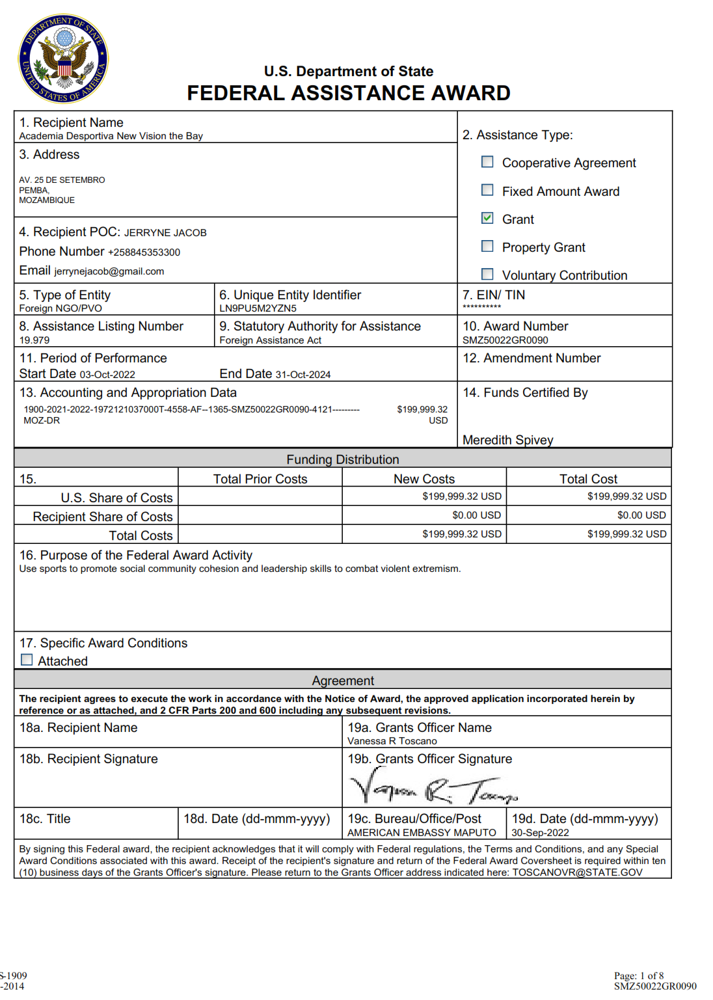 DEPARTMENT OF STATE
UNITED STATES OF AMERICA
U.S. Department of State
FEDERAL ASSISTANCE AWARD
1. Recipient Name
Academia Desportiva New Vision the Bay
2. Assistance Type:
Cooperative Agreement
Fixed Amount Award
Grant
Property Grant
Voluntary Contribution
3. Address
AV. 25 DE SETEMBRO
PEMBA,
MOZAMBIQUE
4. Recipient POC: JERRYNE JACOB
Phone Number +258845353300
Email jerrynejacob@gmail.com
5. Type of Entity
Foreign NGO/PVO
6. Unique Entity Identifier
LN9PU5M2YZN5
7. EIN/ TIN
**********
8. Assistance Listing Number
19.979
9. Statutory Authority for Assistance
Foreign Assistance Act
10. Award Number
SMZ50022GR0090
11. Period of Performance
Start Date 03-Oct-2022 End Date 31-Oct-2024
12. Amendment Number
13. Accounting and Appropriation Data
1900-2021-2022-1972121037000T-4558-AF--1365-SMZ50022GR0090-4121--------- $199,999.32
MOZ-DR USD
14. Funds Certified By
Meredith Spivey
Funding Distribution
15. Total Prior Costs New Costs Total Cost
U.S. Share of Costs $199,999.32 USD $199,999.32 USD
Recipient Share of Costs $0.00 USD $0.00 USD
Total Costs $199,999.32 USD $199,999.32 USD
16. Purpose of the Federal Award Activity
Use sports to promote social community cohesion and leadership skills to combat violent extremism.
17. Specific Award Conditions
Attached
Agreement
The recipient agrees to execute the work in accordance with the Notice of Award, the approved application incorporated herein by
reference or as attached, and 2 CFR Parts 200 and 600 including any subsequent revisions.
18a. Recipient Name
19a. Grants Officer Name
Vanessa R Toscano
18b. Recipient Signature
19b. Grants Officer Signature
Vanessa R. Toscano
18c. Title
18d. Date (dd-mmm-yyyy)
19c. Bureau/Office/Post
AMERICAN EMBASSY MAPUTO
19d. Date (dd-mmm-yyyy)
30-Sep-2022
By signing this Federal award, the recipient acknowledges that it will comply with Federal regulations, the Terms and Conditions, and any Special
Award Conditions associated with this award. Receipt of the recipient's signature and return of the Federal Award Coversheet is required within ten
(10) business days of the Grants Officer's signature. Please return to the Grants Officer address indicated here: TOSCANOVR@STATE.GOV
S-1909
-2014
Page: 1 of 8
SMZ50022GR0090